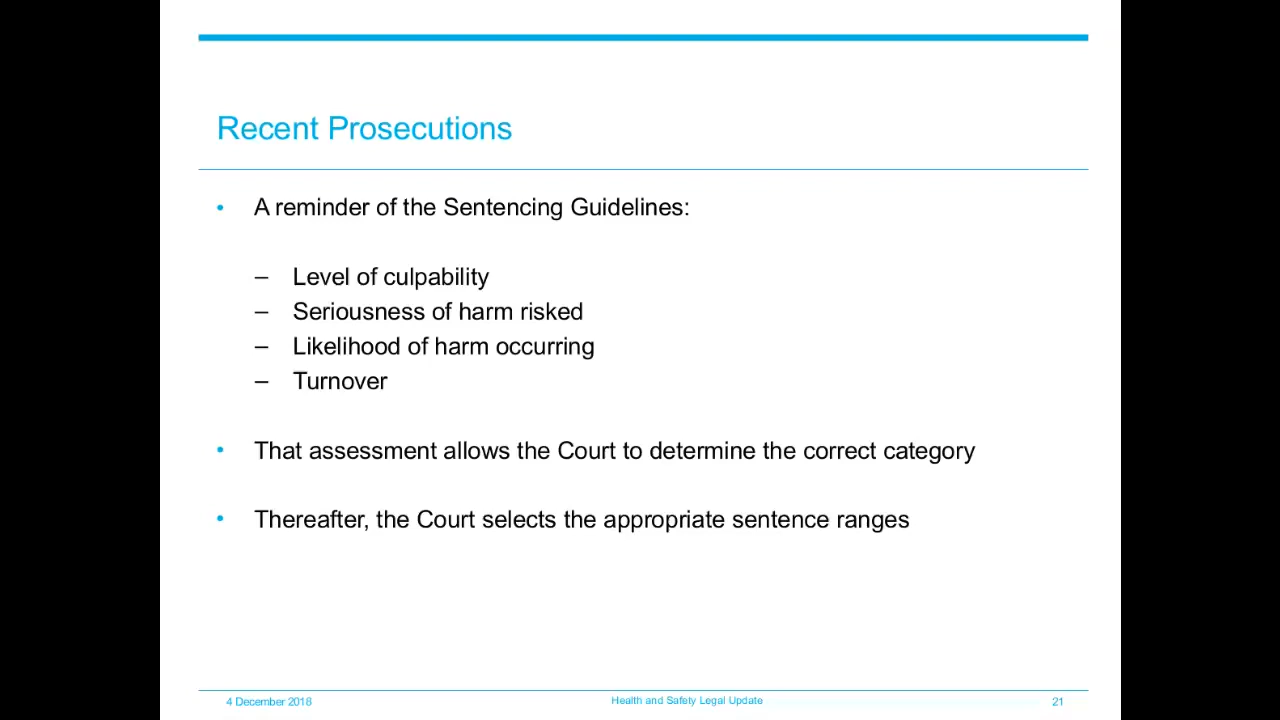 Recent Prosecutions
• A reminder of the Sentencing Guidelines:
– Level of culpability
– Seriousness of harm risked
– Likelihood of harm occurring
– Turnover
• That assessment allows the Court to determine the correct category
• Thereafter, the Court selects the appropriate sentence ranges
4 December 2018 Health and Safety Legal Update 21